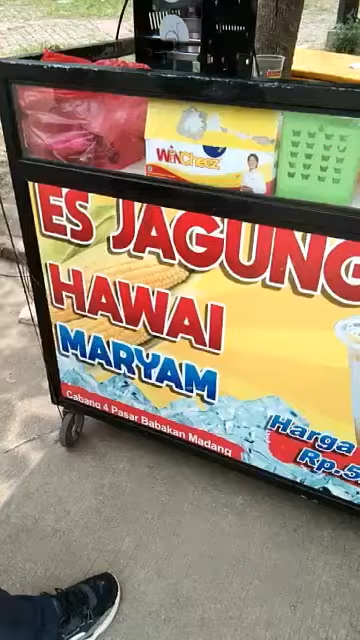 WINCheez
ES JAGUNG
HAWAI
MARYAM
Cabang 4 Pasar Babakan Madang
Harga
Rp.5